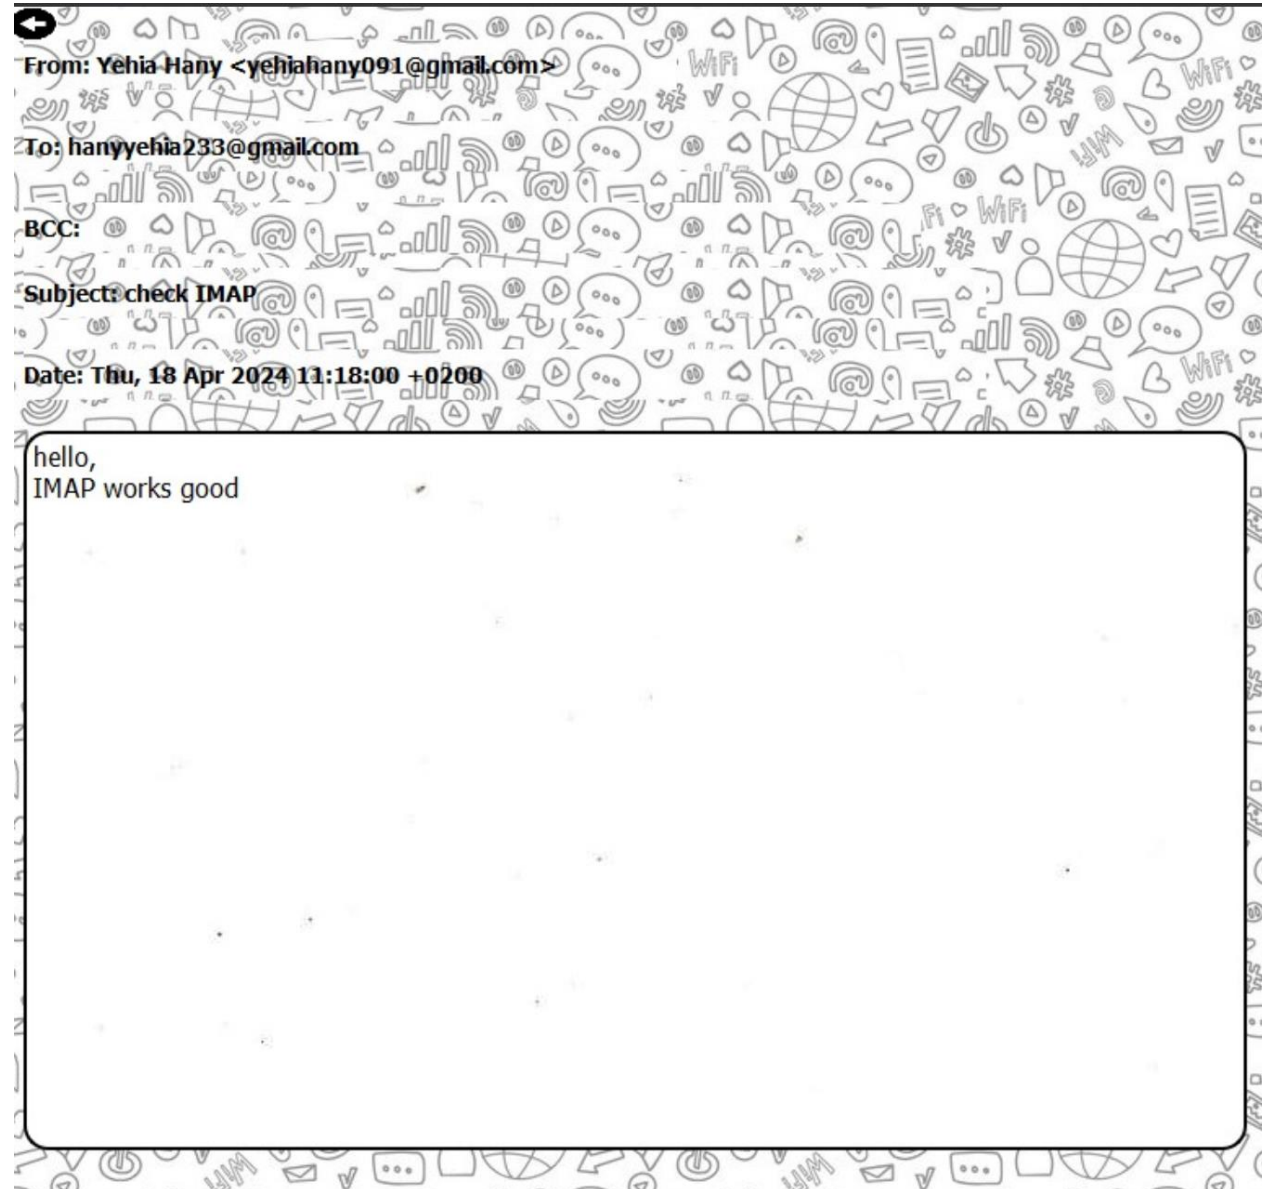 From: Yehia Hany <yehiahany091@gmail.com>
To: hanyyehia233@gmail.com
BCC:
Subject: check IMAP
Date: Thu, 18 Apr 2024 11:18:00 +0200
hello,
IMAP works good